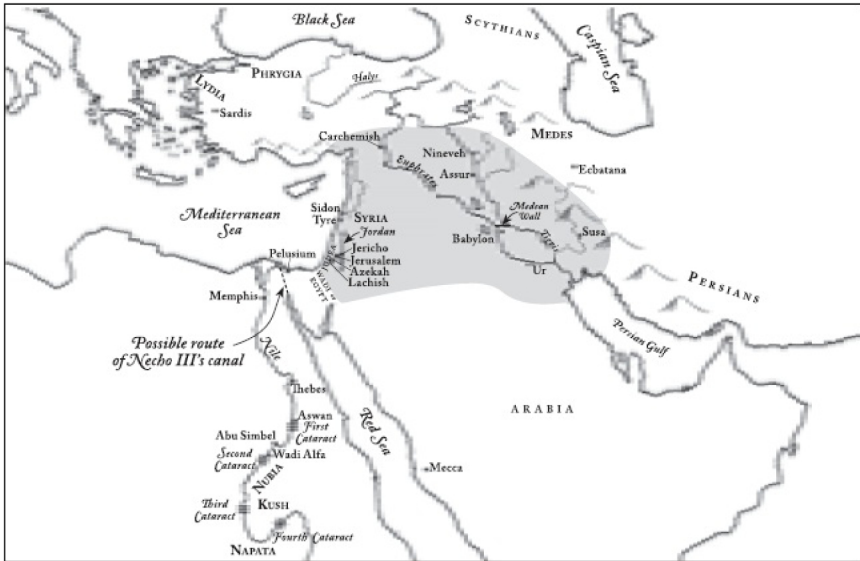 Black Sea
SCYTHIANS
Caspian Sea
PHRYGIA
Halys
LYDIA
Sardis
MEDES
Carchemish
Nineveh
Ecbatana
Assur
Euphrates
Mediterranean
Sea
Sidon
Tyre
SYRIA
Jordan
Medean
Wall
Babylon
Tigris
Susa
Pelusium
Jericho
Jerusalem
Azekah
Lachish
JUDEA
WADI of
EGYPT
Ur
PERSIANS
Memphis
Possible route
of Necho III's canal
Nile
Persian Gulf
Thebes
ARABIA
Aswan
First
Cataract
Red Sea
Abu Simbel
Second
Cataract
Wadi Alfa
Mecca
NUBIA
Third
Cataract
KUSH
Fourth Cataract
NAPATA